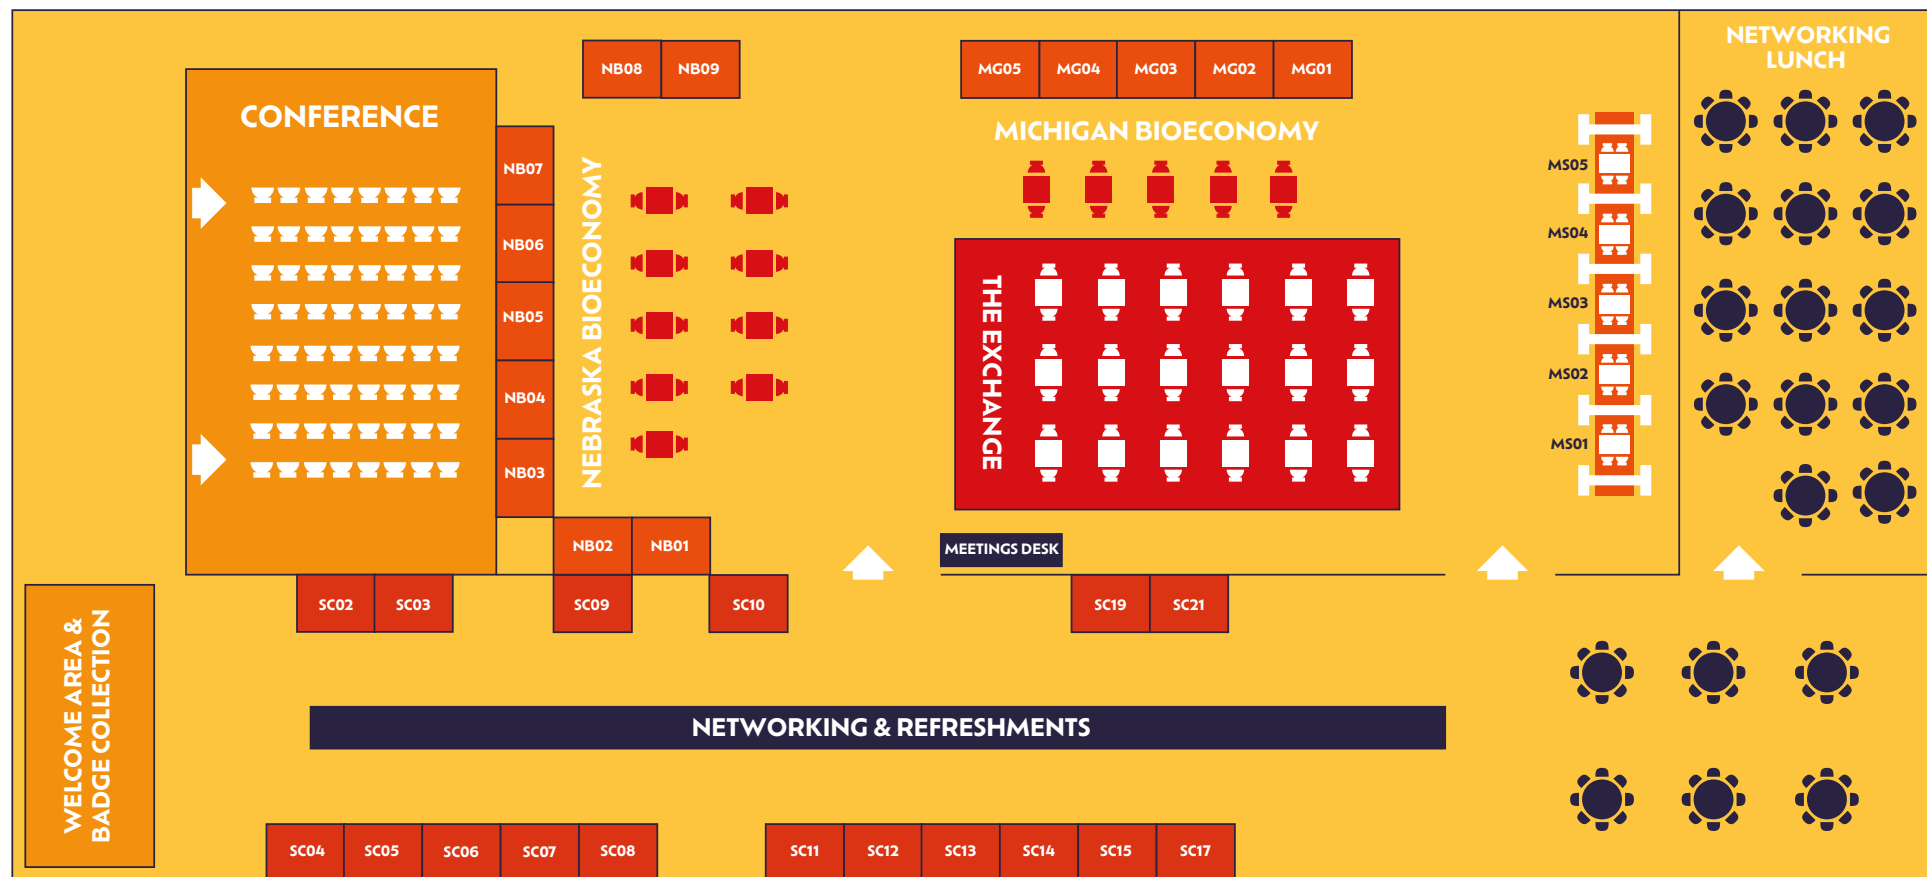 NETWORKING
LUNCH
NB08
NB09
MG05
MG04
MG03
MG02
MG01
CONFERENCE
MICHIGAN BIOECONOMY
NB07
NB06
NB05
NB04
NB03
NEBRASKA BIOECONOMY
THE EXCHANGE
MS05
MS04
MS03
MS02
MS01
NB02
NB01
MEETINGS DESK
SC02
SC03
SC09
SC10
SC19
SC21
WELCOME AREA &
BADGE COLLECTION
NETWORKING & REFRESHMENTS
SC04
SC05
SC06
SC07
SC08
SC11
SC12
SC13
SC14
SC15
SC17